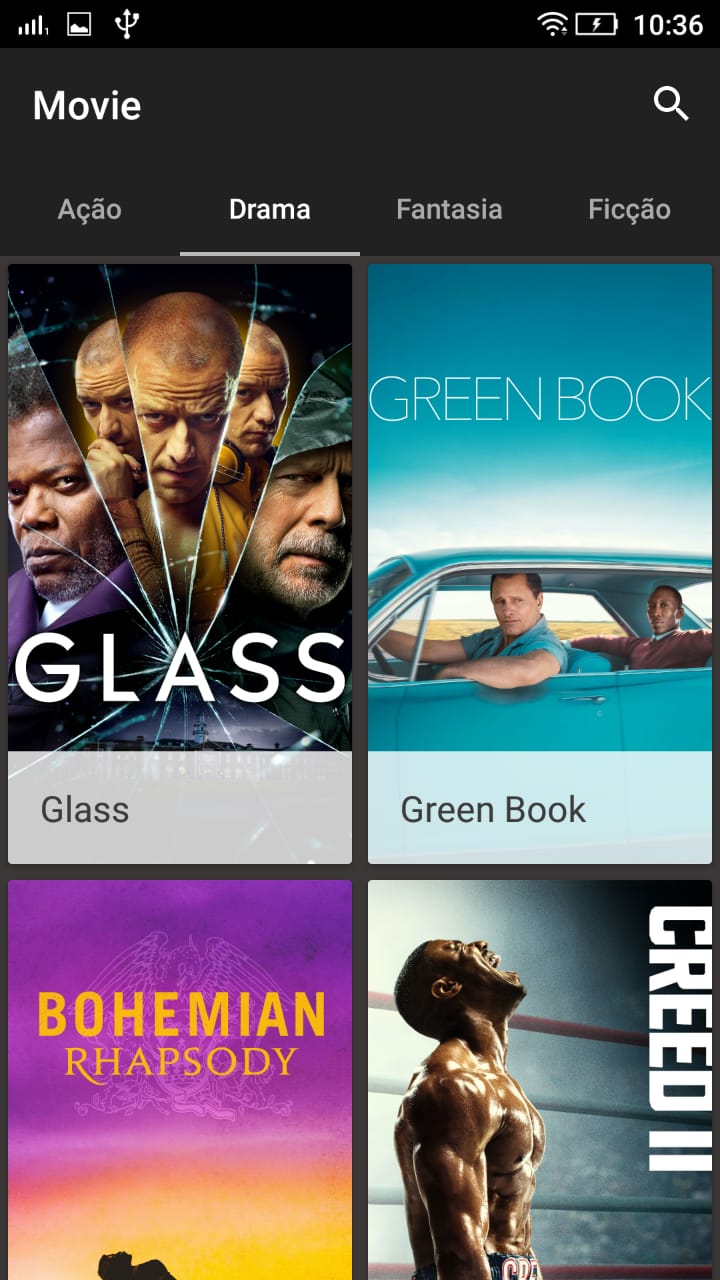 10:36
Movie
Ação
Drama
Fantasia
Ficção
GLASS
Glass
GREEN BOOK
Green Book
BOHEMIAN
RHAPSODY
CREED II